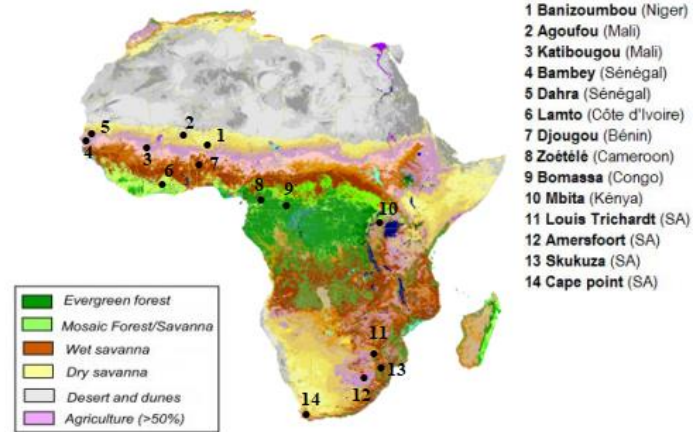 1 Banizoumbou (Niger)
2 Agoufou (Mali)
3 Katibougou (Mali)
4 Bambey (Sénégal)
5 Dahra (Sénégal)
6 Lamto (Côte d'Ivoire)
7 Djougou (Bénin)
8 Zoétélé (Cameroon)
9 Bomassa (Congo)
10 Mbita (Kénya)
11 Louis Trichardt (SA)
12 Amersfoort (SA)
13 Skukuza (SA)
14 Cape point (SA)
5
2
1
4
3
7
6
8
9
10
11
13
12
14
Evergreen forest
Mosaic Forest/Savanna
Wet savanna
Dry savanna
Desert and dunes
Agriculture (>50%)